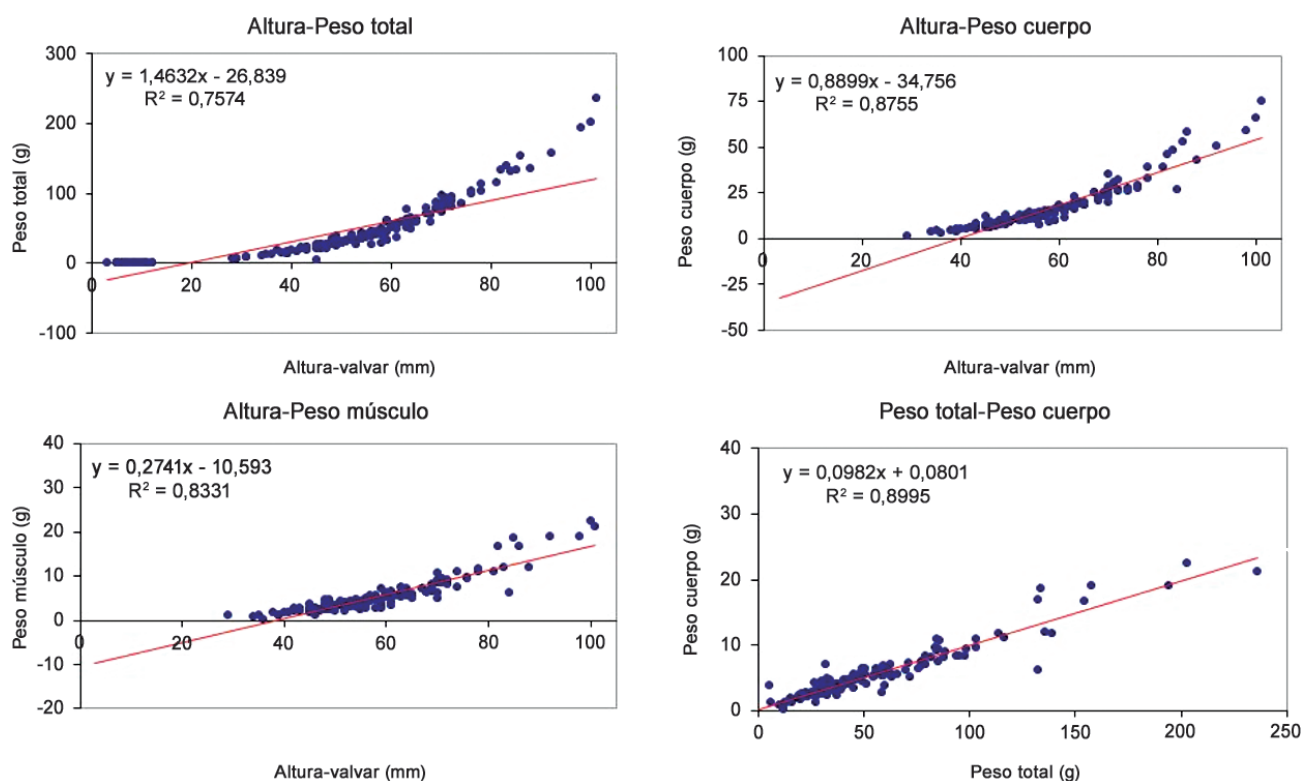 Altura-Peso total
300
200
100
0
-100
y = 1,4632x - 26,839
R² = 0,7574
Peso total (g)
0 20 40 60 80 100
Altura-valvar (mm)
Altura-Peso cuerpo
100
75
50
25
0
-25
-50
y = 0,8899x - 34,756
R² = 0,8755
Peso cuerpo (g)
0 20 40 60 80 100
Altura-valvar (mm)
Altura-Peso músculo
40
30
20
10
0
-10
-20
y = 0,2741x - 10,593
R² = 0,8331
Peso músculo (g)
0 20 40 60 80 100
Altura-valvar (mm)
Peso total-Peso cuerpo
40
30
20
10
0
y = 0,0982x + 0,0801
R² = 0,8995
Peso cuerpo (g)
0 50 100 150 200 250
Peso total (g)